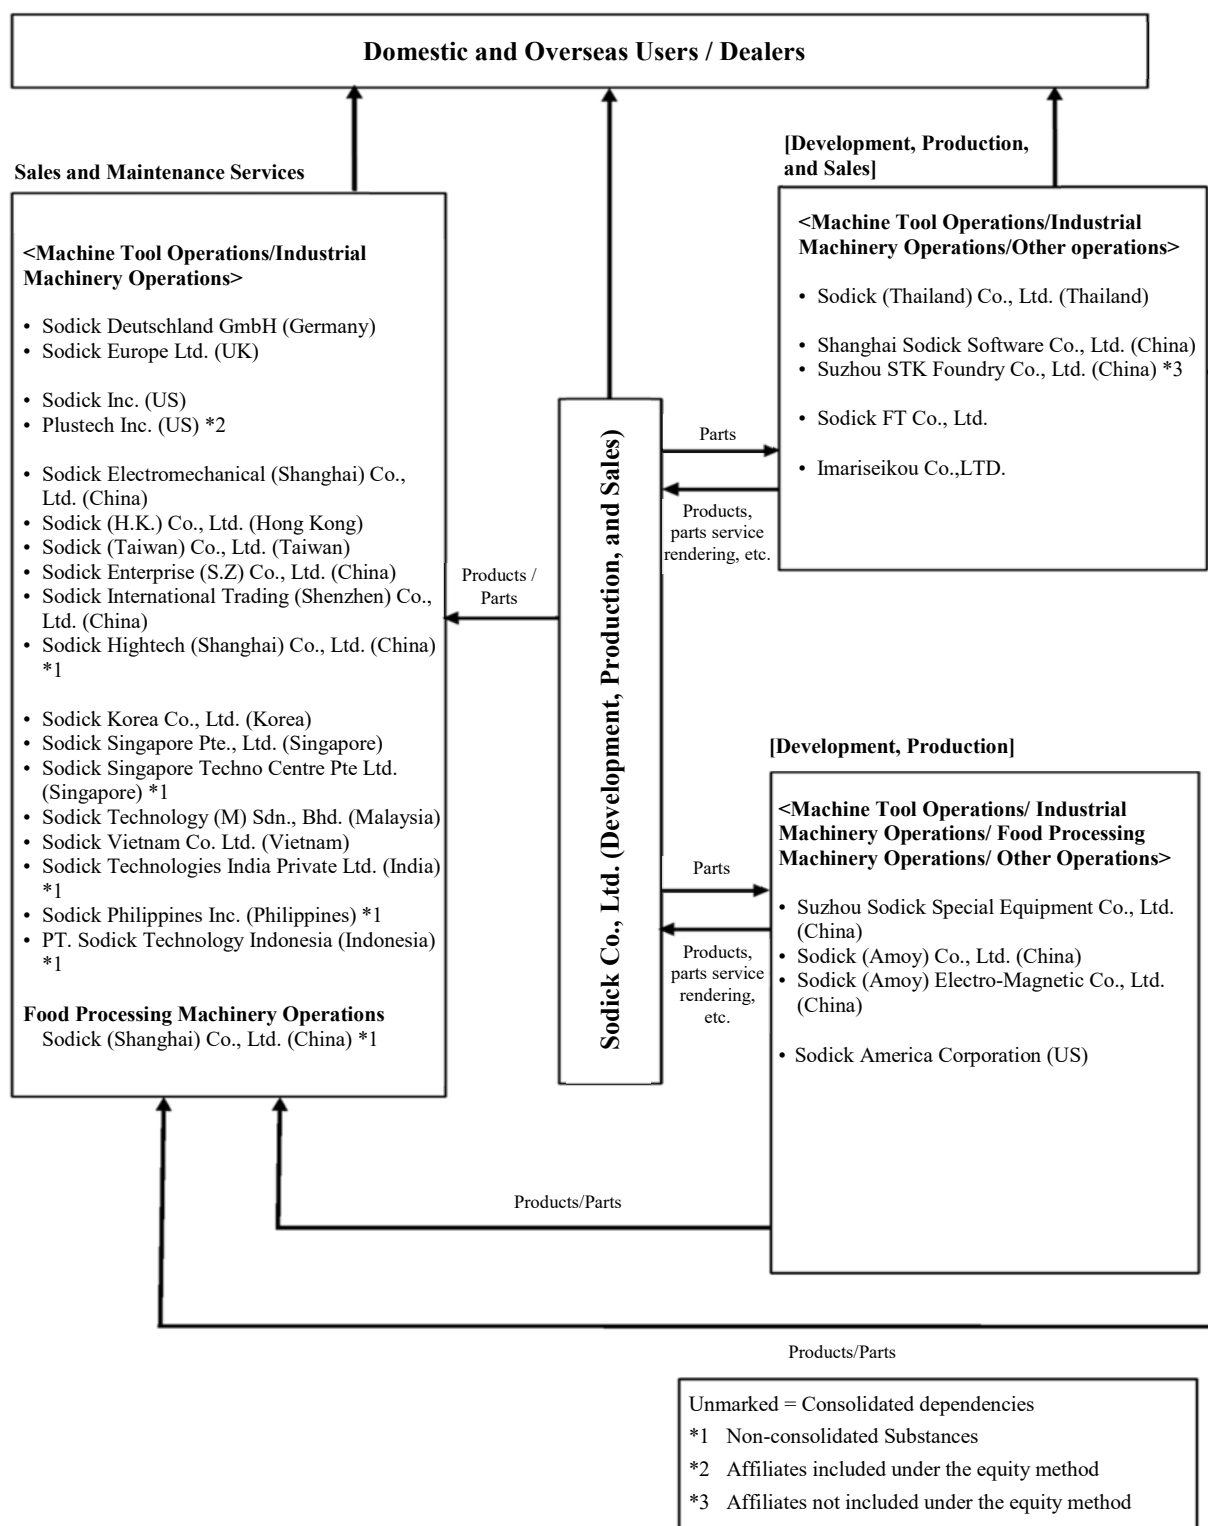 Domestic and Overseas Users / Dealers
Sales and Maintenance Services
<Machine Tool Operations/Industrial
Machinery Operations>
• Sodick Deutschland GmbH (Germany)
• Sodick Europe Ltd. (UK)
• Sodick Inc. (US)
• Plustech Inc. (US) *2
• Sodick Electromechanical (Shanghai) Co.,
Ltd. (China)
• Sodick (H.K.) Co., Ltd. (Hong Kong)
• Sodick (Taiwan) Co., Ltd. (Taiwan)
• Sodick Enterprise (S.Z) Co., Ltd. (China)
• Sodick International Trading (Shenzhen) Co.,
Ltd. (China)
• Sodick Hightech (Shanghai) Co., Ltd. (China)
*1
• Sodick Korea Co., Ltd. (Korea)
• Sodick Singapore Pte., Ltd. (Singapore)
• Sodick Singapore Techno Centre Pte Ltd.
(Singapore) *1
• Sodick Technology (M) Sdn., Bhd. (Malaysia)
• Sodick Vietnam Co. Ltd. (Vietnam)
• Sodick Technologies India Private Ltd. (India)
*1
• Sodick Philippines Inc. (Philippines) *1
• PT. Sodick Technology Indonesia (Indonesia)
*1
Food Processing Machinery Operations
Sodick (Shanghai) Co., Ltd. (China) *1
Products /
Parts
Sodick Co., Ltd. (Development, Production, and Sales)
[Development, Production,
and Sales]
<Machine Tool Operations/Industrial
Machinery Operations/Other operations>
• Sodick (Thailand) Co., Ltd. (Thailand)
• Shanghai Sodick Software Co., Ltd. (China)
• Suzhou STK Foundry Co., Ltd. (China) *3
• Sodick FT Co., Ltd.
• Imariseikou Co.,LTD.
Parts
Products,
parts service
rendering, etc.
[Development, Production]
<Machine Tool Operations/ Industrial
Machinery Operations/ Food Processing
Machinery Operations/ Other Operations>
• Suzhou Sodick Special Equipment Co., Ltd.
(China)
• Sodick (Amoy) Co., Ltd. (China)
• Sodick (Amoy) Electro-Magnetic Co., Ltd.
(China)
• Sodick America Corporation (US)
Parts
Products,
parts service
rendering,
etc.
Products/Parts
Products/Parts
Unmarked = Consolidated dependencies
*1 Non-consolidated Substances
*2 Affiliates included under the equity method
*3 Affiliates not included under the equity method